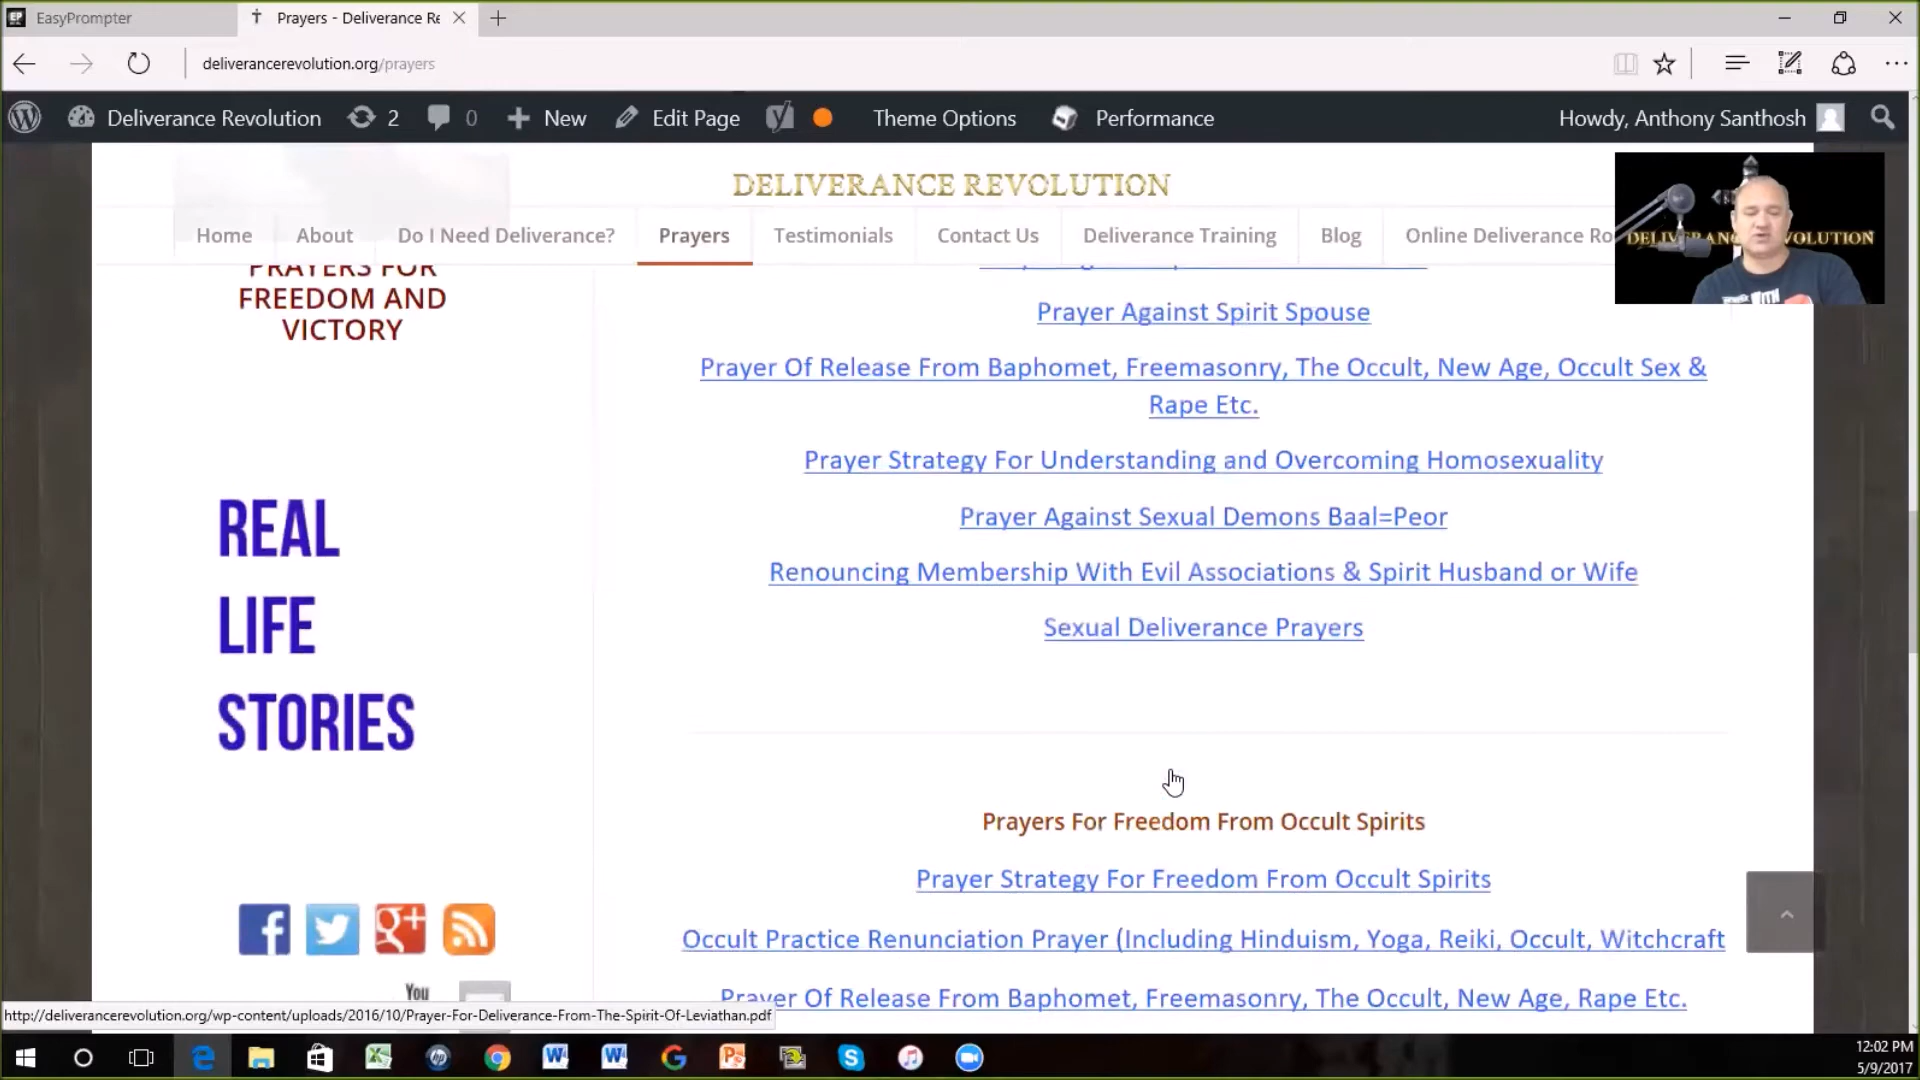 EasyPrompter
Prayers - Deliverance Re
deliverancerevolution.org/prayers
Deliverance Revolution
2
0
New
Edit Page
Theme Options
Performance
Howdy, Anthony Santhosh
DELIVERANCE REVOLUTION
Home
About
Do I Need Deliverance?
Prayers
Testimonials
Contact Us
Deliverance Training
Blog
Online Deliverance Ro
PRAYERS FOR
FREEDOM AND
VICTORY
REAL
LIFE
STORIES
You
Prayer Against Spirit Spouse
Prayer Of Release From Baphomet, Freemasonry, The Occult, New Age, Occult Sex &
Rape Etc.
Prayer Strategy For Understanding and Overcoming Homosexuality
Prayer Against Sexual Demons Baal=Peor
Renouncing Membership With Evil Associations & Spirit Husband or Wife
Sexual Deliverance Prayers
Prayers For Freedom From Occult Spirits
Prayer Strategy For Freedom From Occult Spirits
Occult Practice Renunciation Prayer (Including Hinduism, Yoga, Reiki, Occult, Witchcraft
Prayer Of Release From Baphomet, Freemasonry, The Occult, New Age, Rape Etc.
http://deliverancerevolution.org/wp-content/uploads/2016/10/Prayer-For-Deliverance-From-The-Spirit-Of-Leviathan.pdf
12:02 PM
5/9/2017